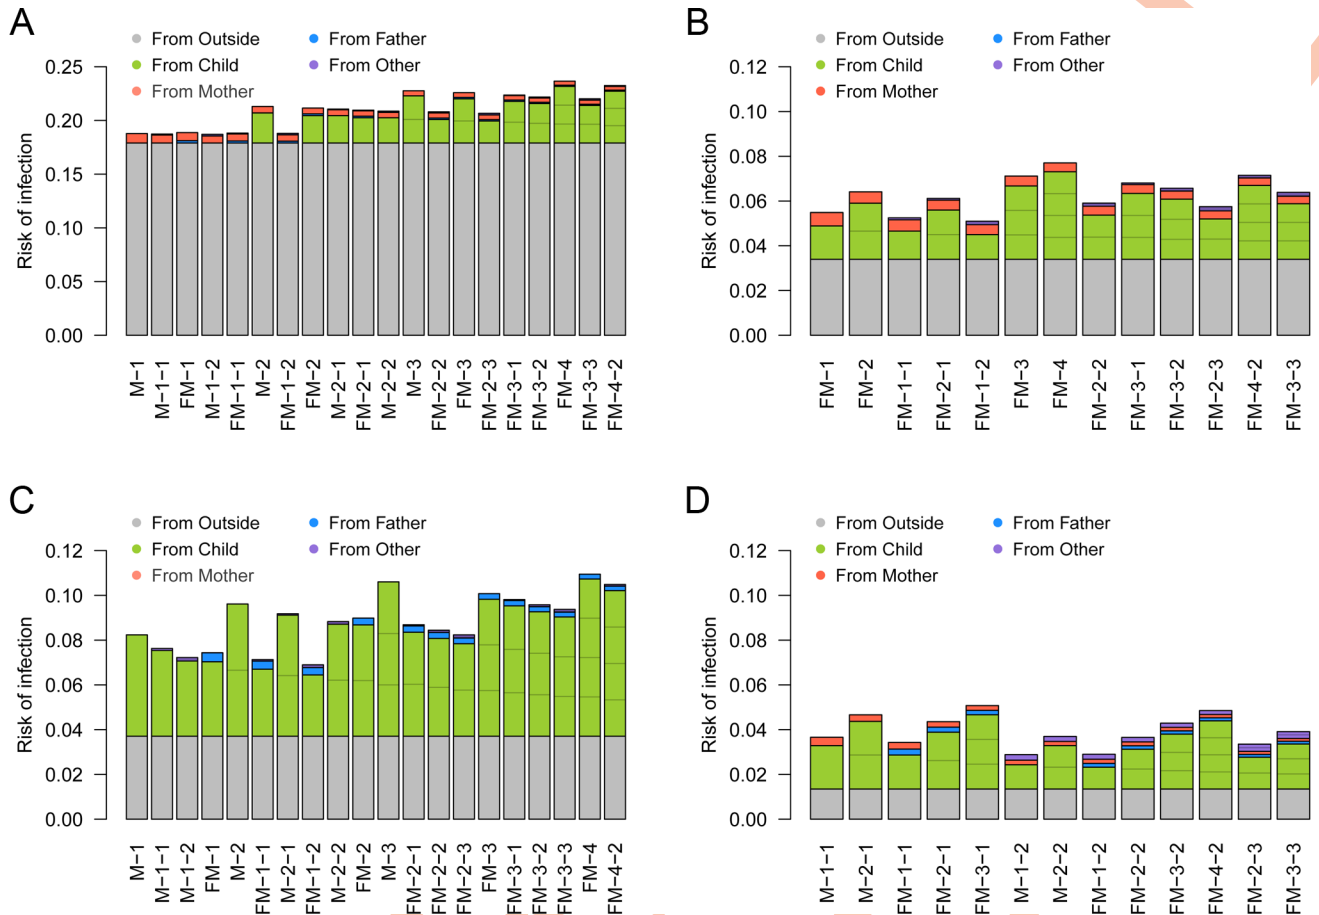 A
From Outside
From Child
From Mother
From Father
From Other
Risk of infection
0.25
0.20
0.15
0.10
0.05
0.00
M−1
M−1−1
FM−1
M−1−2
FM−1−1
M−2
FM−1−2
FM−2
M−2−1
FM−2−1
M−2−2
M−3
FM−2−2
FM−3
FM−2−3
FM−3−1
FM−3−2
FM−4
FM−3−3
FM−4−2
B
From Outside
From Child
From Mother
From Father
From Other
Risk of infection
0.12
0.10
0.08
0.06
0.04
0.02
0.00
FM−1
FM−2
FM−1−1
FM−2−1
FM−1−2
FM−3
FM−4
FM−2−2
FM−3−1
FM−3−2
FM−2−3
FM−4−2
FM−3−3
C
From Outside
From Child
From Mother
From Father
From Other
Risk of infection
0.12
0.10
0.08
0.06
0.04
0.02
0.00
M−1
M−1−1
M−1−2
FM−1
M−2
FM−1−1
M−2−1
FM−1−2
M−2−2
FM−2
M−3
FM−2−1
FM−2−2
FM−2−3
FM−3
FM−3−1
FM−3−2
FM−3−3
FM−4
FM−4−2
D
From Outside
From Child
From Mother
From Father
From Other
Risk of infection
0.12
0.10
0.08
0.06
0.04
0.02
0.00
M−1−1
M−2−1
FM−1−1
FM−2−1
FM−3−1
M−1−2
M−2−2
FM−1−2
FM−2−2
FM−3−2
FM−4−2
FM−2−3
FM−3−3